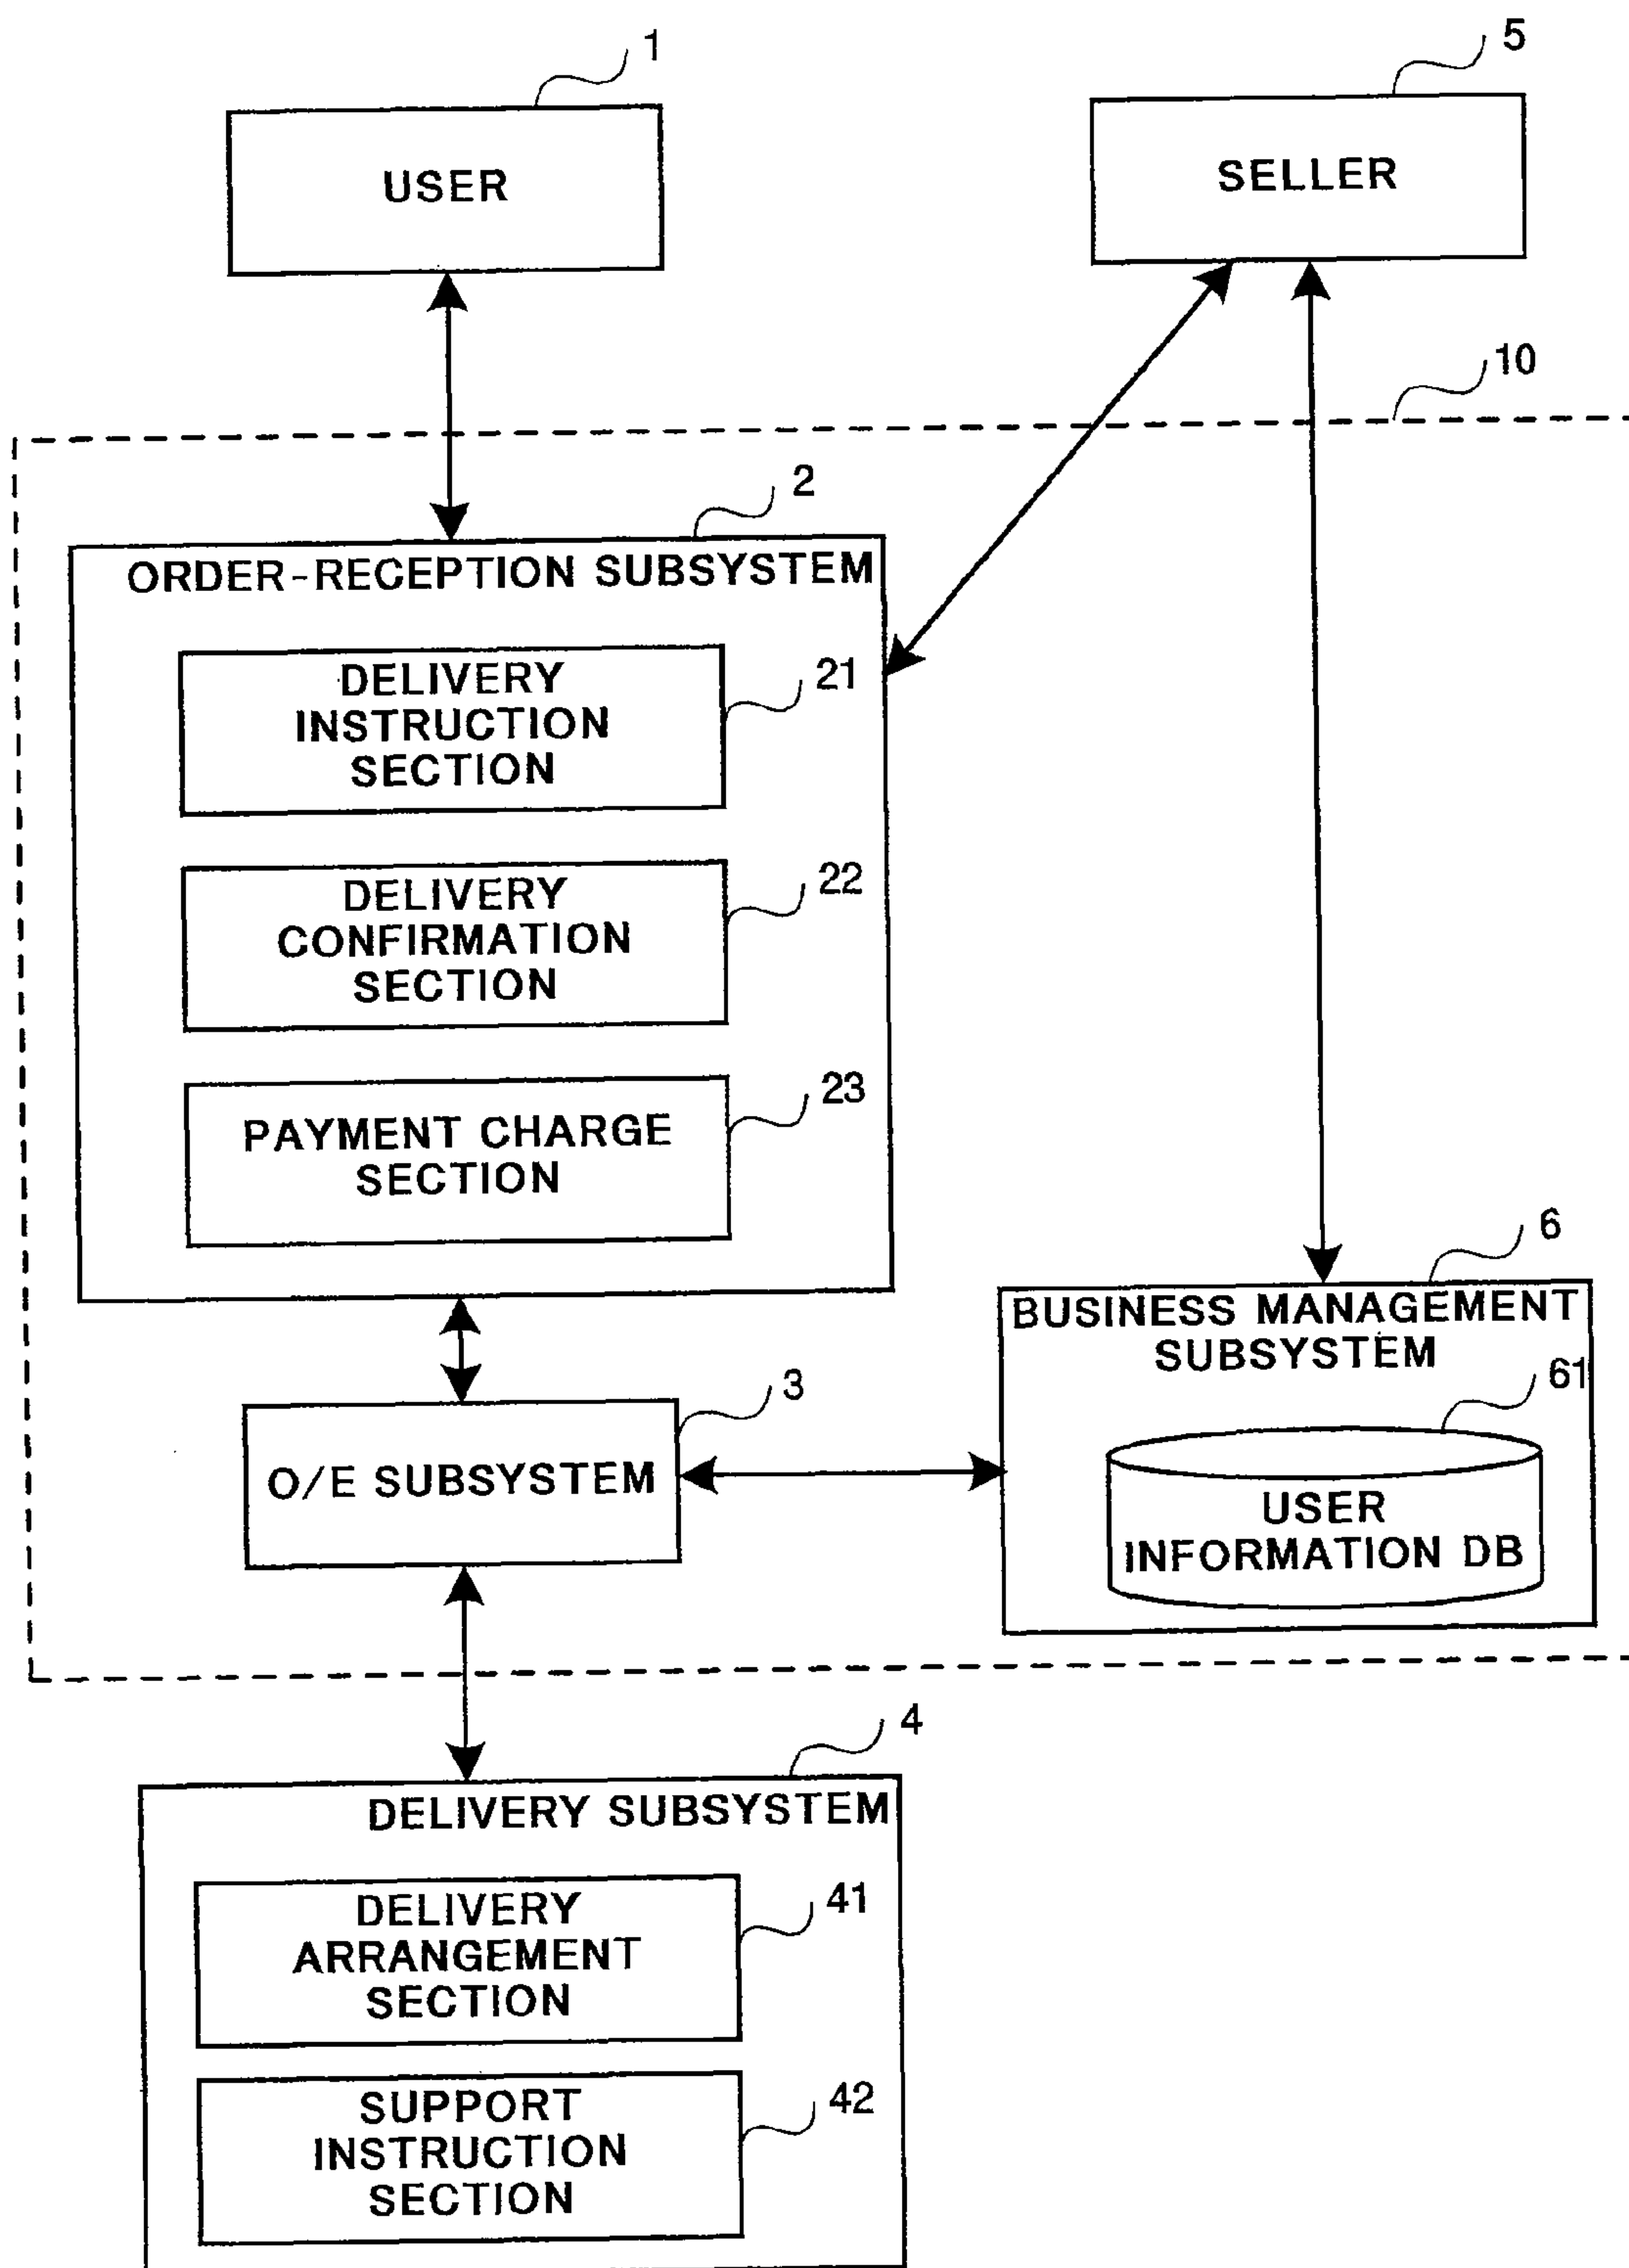 1
5
USER
SELLER
10
2
ORDER-RECEPTION SUBSYSTEM
DELIVERY
INSTRUCTION
SECTION
21
DELIVERY
CONFIRMATION
SECTION
22
PAYMENT CHARGE
SECTION
23
6
BUSINESS MANAGEMENT
SUBSYSTEM
61
USER
INFORMATION DB
3
O/E SUBSYSTEM
4
DELIVERY SUBSYSTEM
DELIVERY
ARRANGEMENT
SECTION
41
SUPPORT
INSTRUCTION
SECTION
42